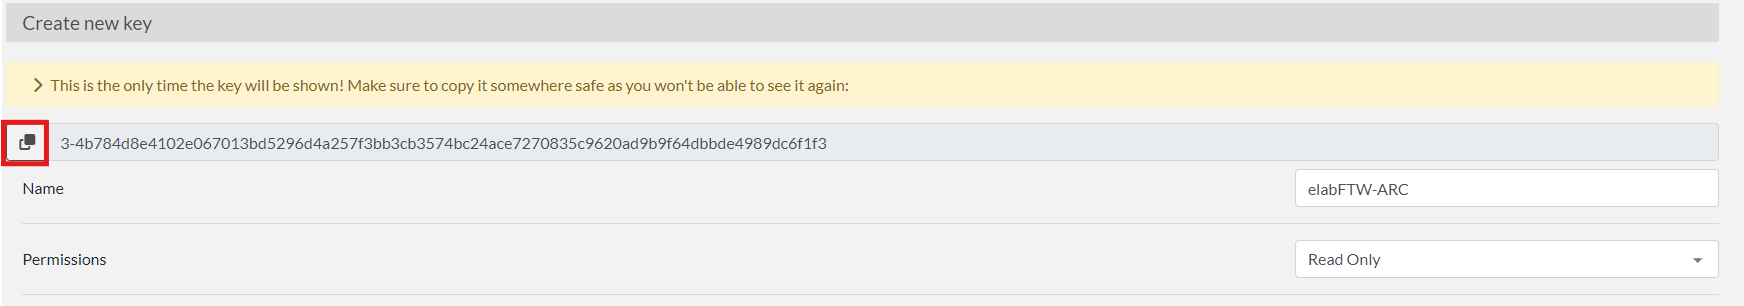 Create new key
This is the only time the key will be shown! Make sure to copy it somewhere safe as you won't be able to see it again:
3-4b784d8e4102e067013bd5296d4a257f3bb3cb3574bc24ace7270835c9620ad9b9f64dbbde4989dc6f1f3
Name
elabFTW-ARC
Permissions
Read Only